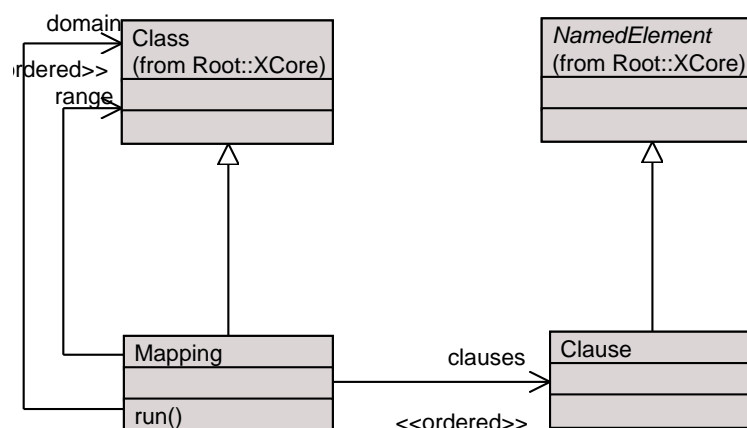 domain
Class
(from Root::XCore)
rdered>>
range
NamedElement
(from Root::XCore)
Mapping
run()
clauses
<<ordered>>
Clause